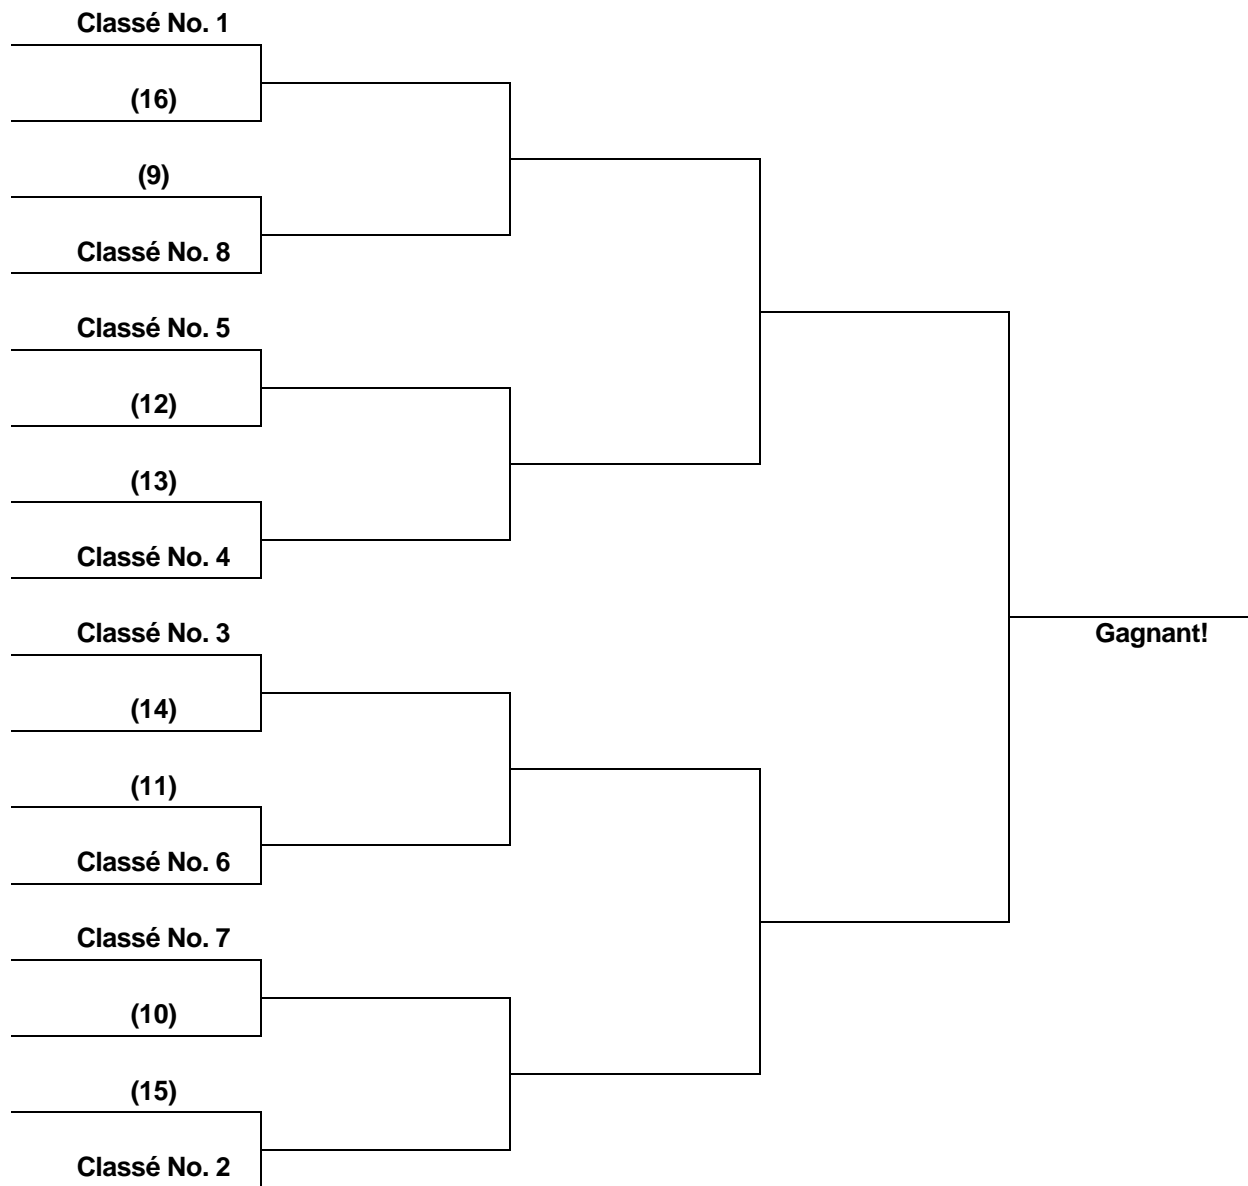 Classé No. 1
(16)
(9)
Classé No. 8
Classé No. 5
(12)
(13)
Classé No. 4
Classé No. 3
(14)
(11)
Classé No. 6
Classé No. 7
(10)
(15)
Classé No. 2
Gagnant!